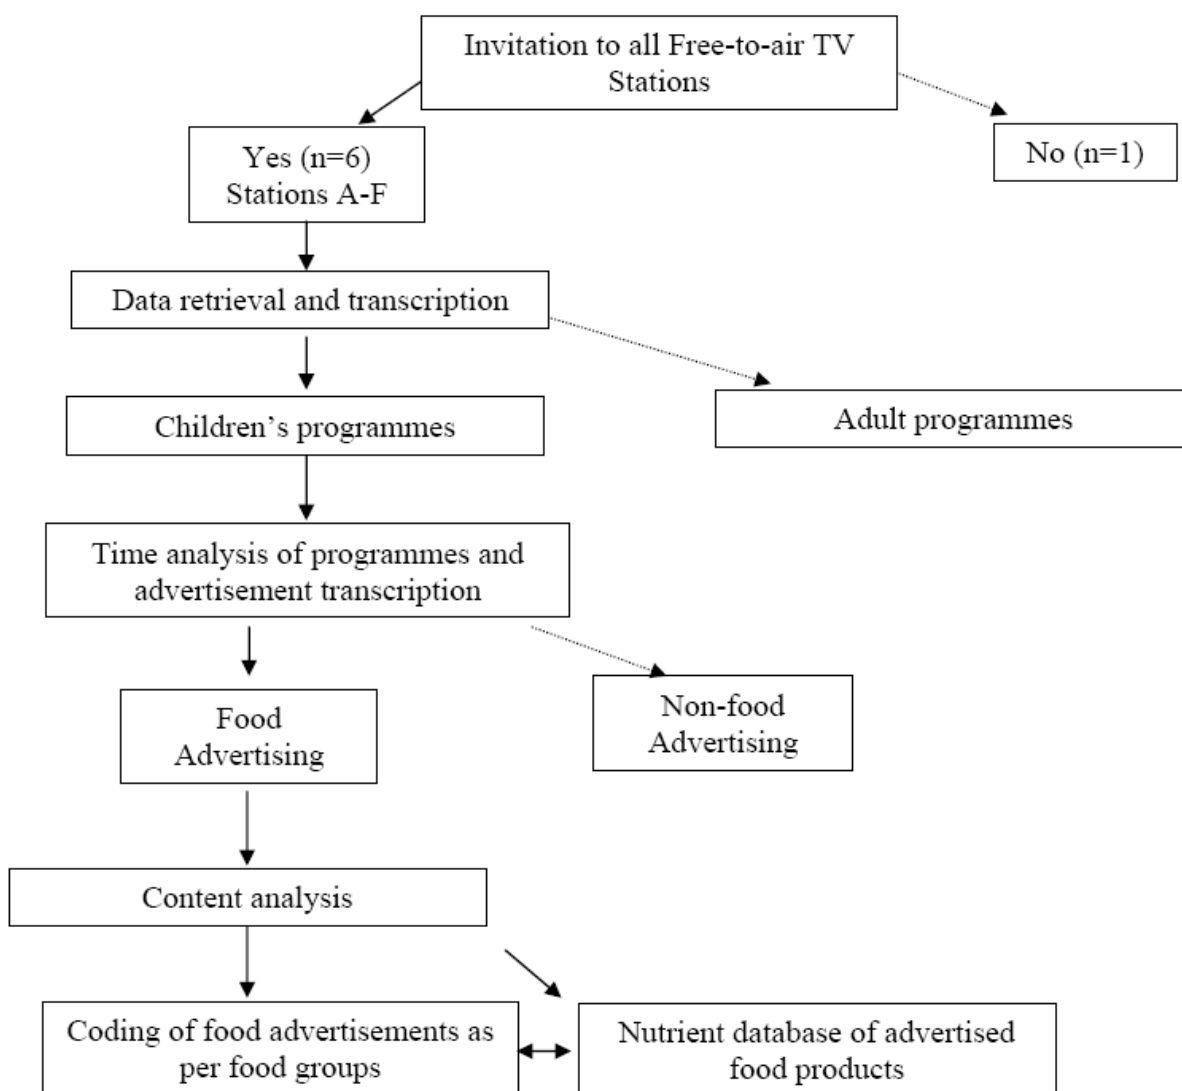 Invitation to all Free-to-air TV
Stations
Yes (n=6)
Stations A-F
No (n=1)
Data retrieval and transcription
Children’s programmes
Adult programmes
Time analysis of programmes and
advertisement transcription
Food
Advertising
Non-food
Advertising
Content analysis
Coding of food advertisements as
per food groups
Nutrient database of advertised
food products